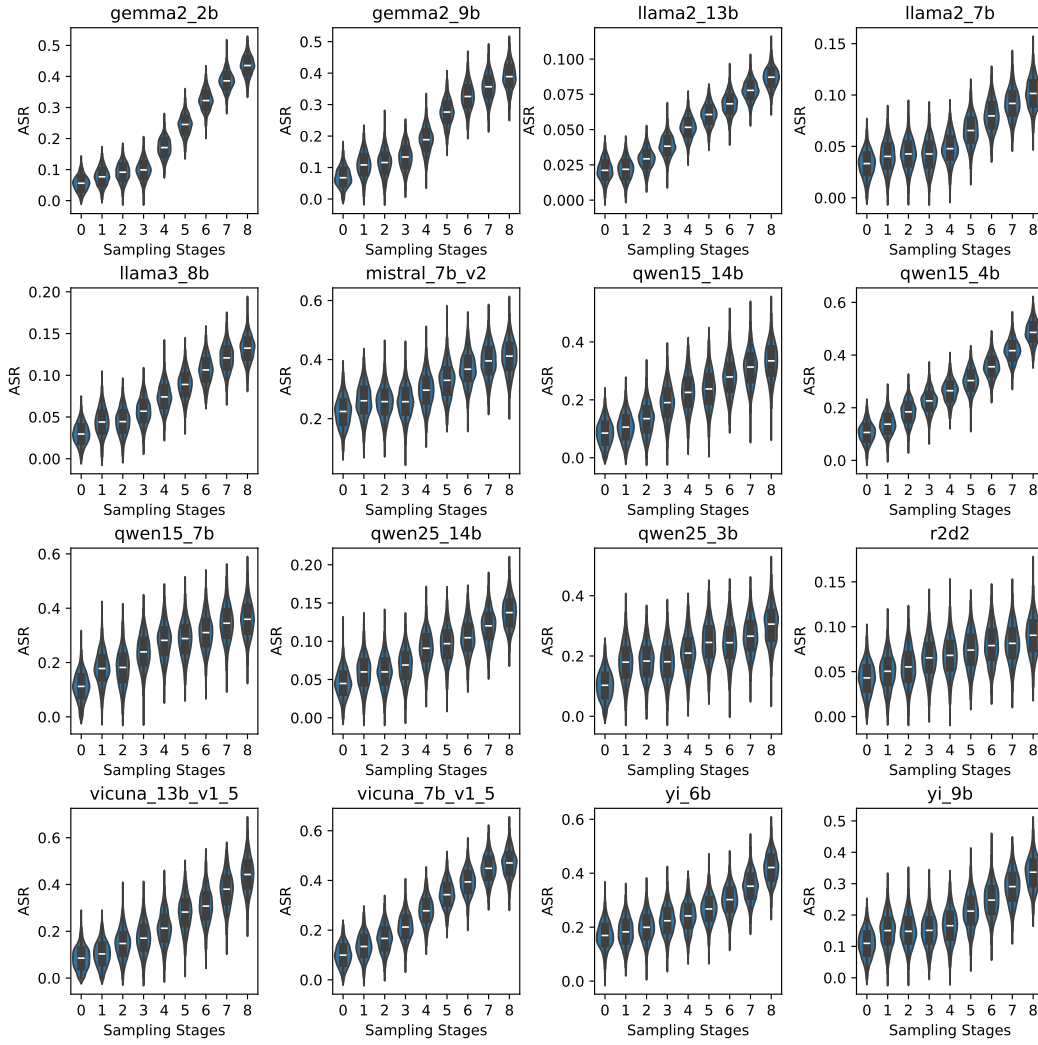 gemma2_2b gemma2_9b llama2_13b llama2_7b
0.5 0.4 0.3 0.2 0.1 0.0 ASR 0.5 0.4 0.3 0.2 0.1 0.0 ASR 0.100 0.075 0.050 0.025 0.000 ASR 0.15 0.10 0.05 0.00 ASR
0 1 2 3 4 5 6 7 8 0 1 2 3 4 5 6 7 8 0 1 2 3 4 5 6 7 8 0 1 2 3 4 5 6 7 8
Sampling Stages Sampling Stages Sampling Stages Sampling Stages
llama3_8b mistral_7b_v2 qwen15_14b qwen15_4b
0.20 0.15 0.10 0.05 0.00 ASR 0.6 0.4 0.2 ASR 0.4 0.2 0.0 ASR 0.6 0.4 0.2 0.0 ASR
0 1 2 3 4 5 6 7 8 0 1 2 3 4 5 6 7 8 0 1 2 3 4 5 6 7 8 0 1 2 3 4 5 6 7 8
Sampling Stages Sampling Stages Sampling Stages Sampling Stages
qwen15_7b qwen25_14b qwen25_3b r2d2
0.6 0.4 0.2 0.0 ASR 0.20 0.15 0.10 0.05 0.00 ASR 0.4 0.2 0.0 ASR 0.15 0.10 0.05 0.00 ASR
0 1 2 3 4 5 6 7 8 0 1 2 3 4 5 6 7 8 0 1 2 3 4 5 6 7 8 0 1 2 3 4 5 6 7 8
Sampling Stages Sampling Stages Sampling Stages Sampling Stages
vicuna_13b_v1_5 vicuna_7b_v1_5 yi_6b yi_9b
0.6 0.4 0.2 0.0 ASR 0.6 0.4 0.2 0.0 ASR 0.6 0.4 0.2 0.0 ASR 0.5 0.4 0.3 0.2 0.1 0.0 ASR
0 1 2 3 4 5 6 7 8 0 1 2 3 4 5 6 7 8 0 1 2 3 4 5 6 7 8 0 1 2 3 4 5 6 7 8
Sampling Stages Sampling Stages Sampling Stages Sampling Stages